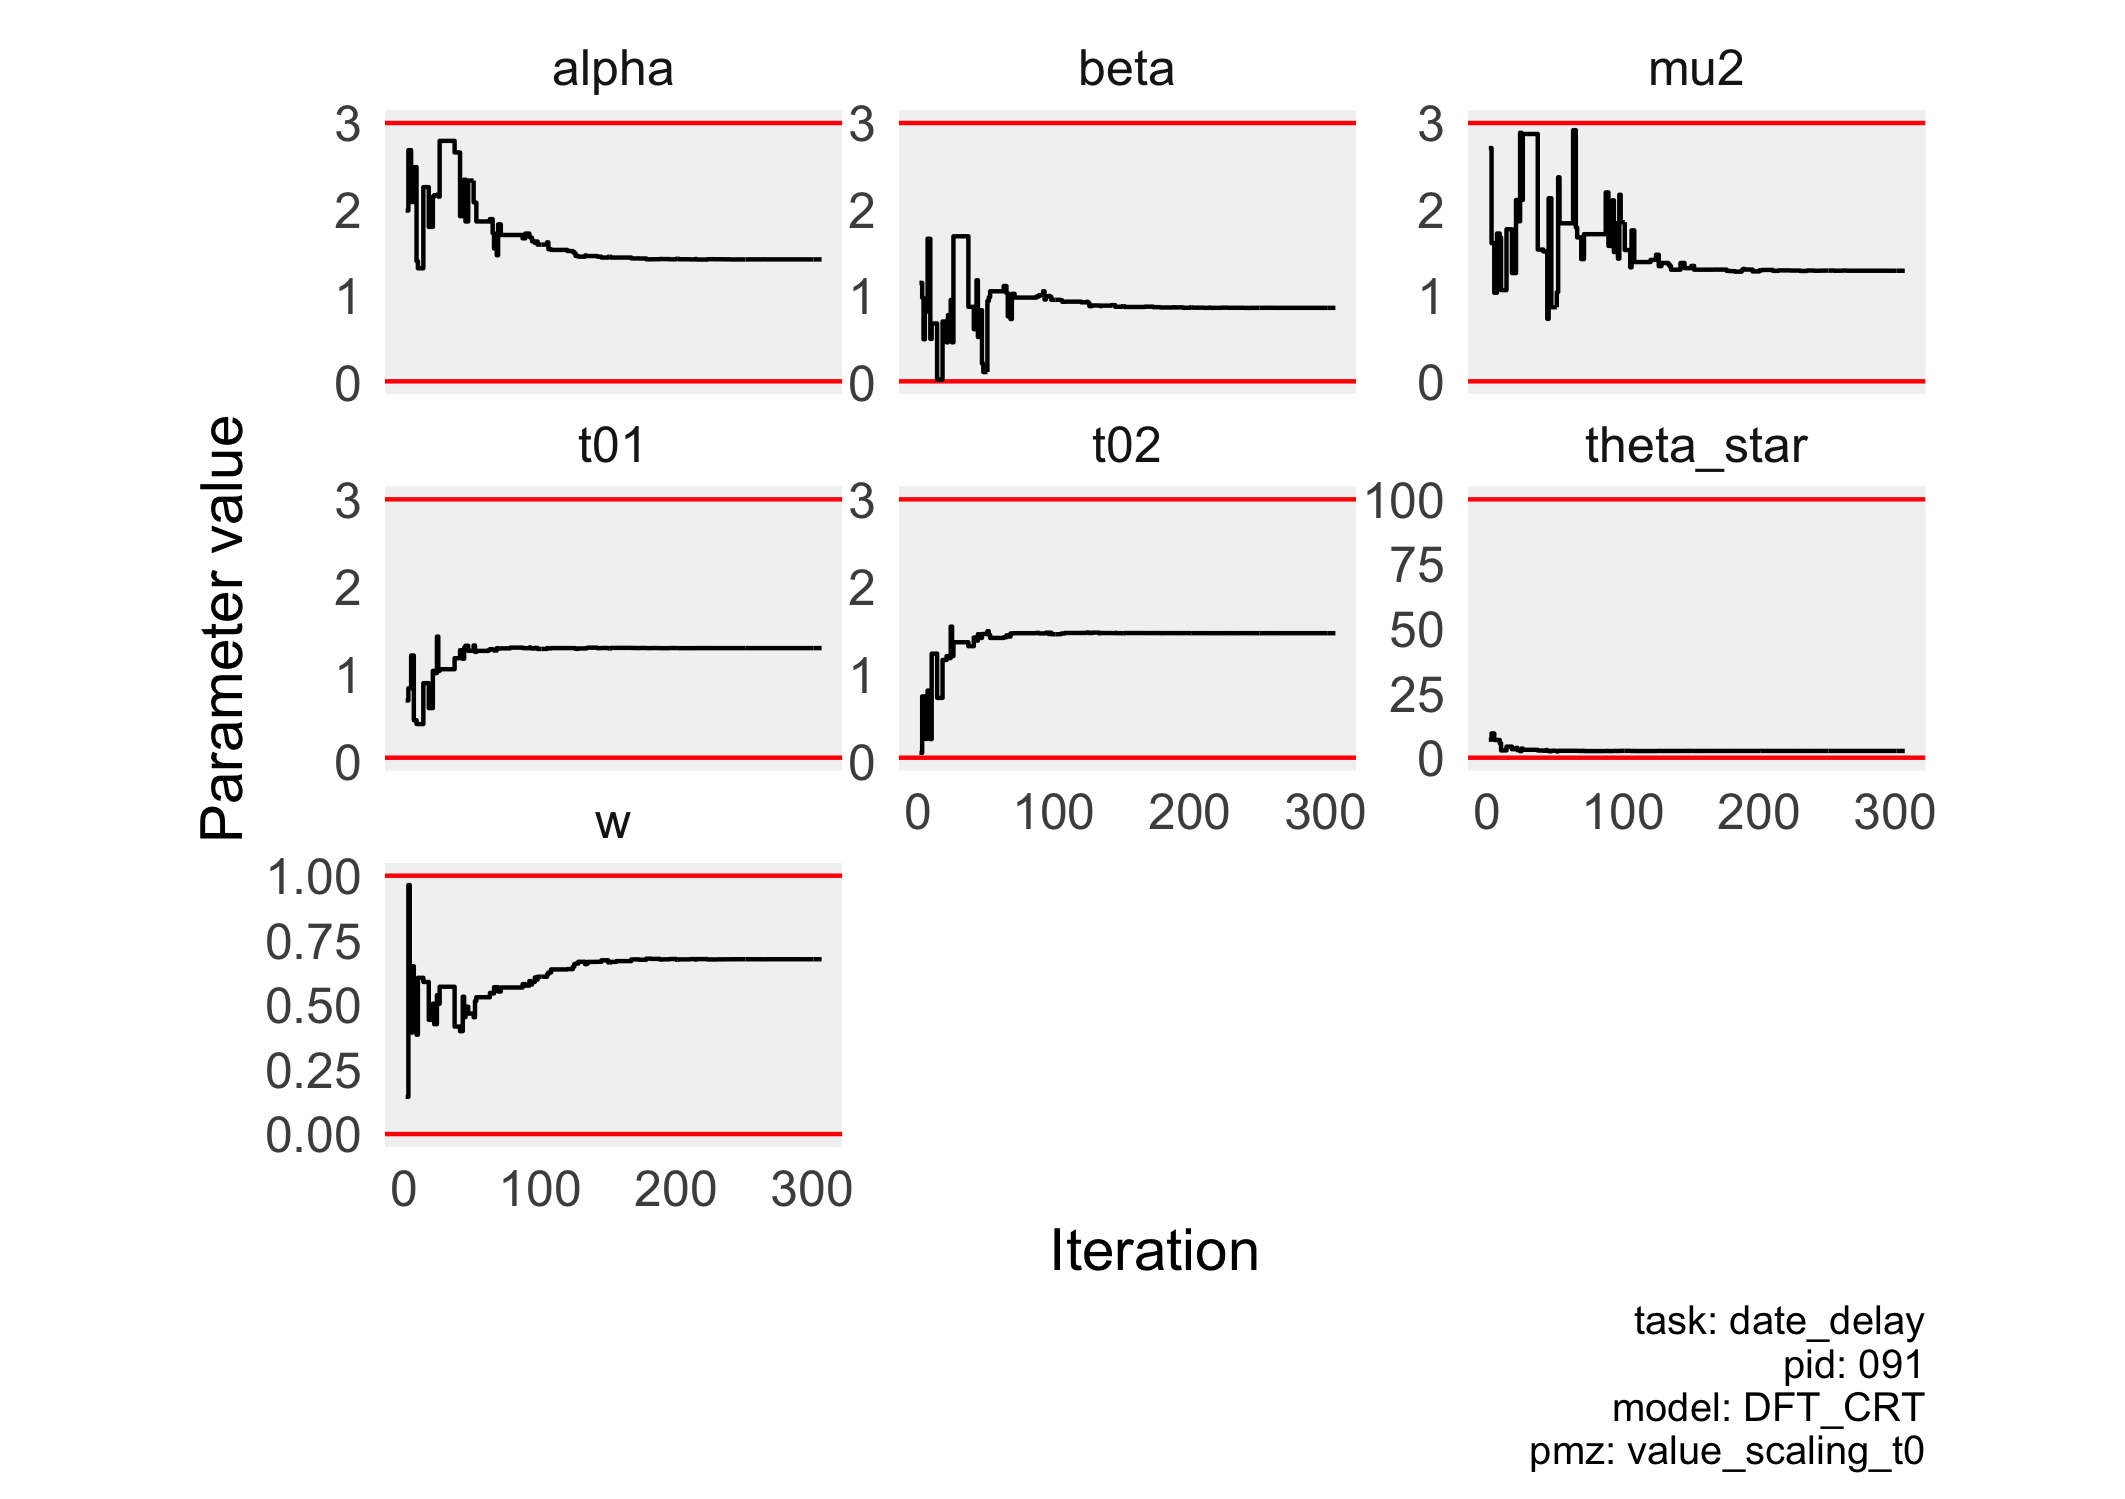 alpha
beta
mu2
3
2
1
0
3
2
1
0
3
2
1
0
t01
t02
theta_star
3
2
1
0
3
2
1
0
100
75
50
25
0
0 100 200 300
0 100 200 300
w
1.00
0.75
0.50
0.25
0.00
0 100 200 300
Parameter value
Iteration
task: date_delay
pid: 091
model: DFT_CRT
pmz: value_scaling_t0